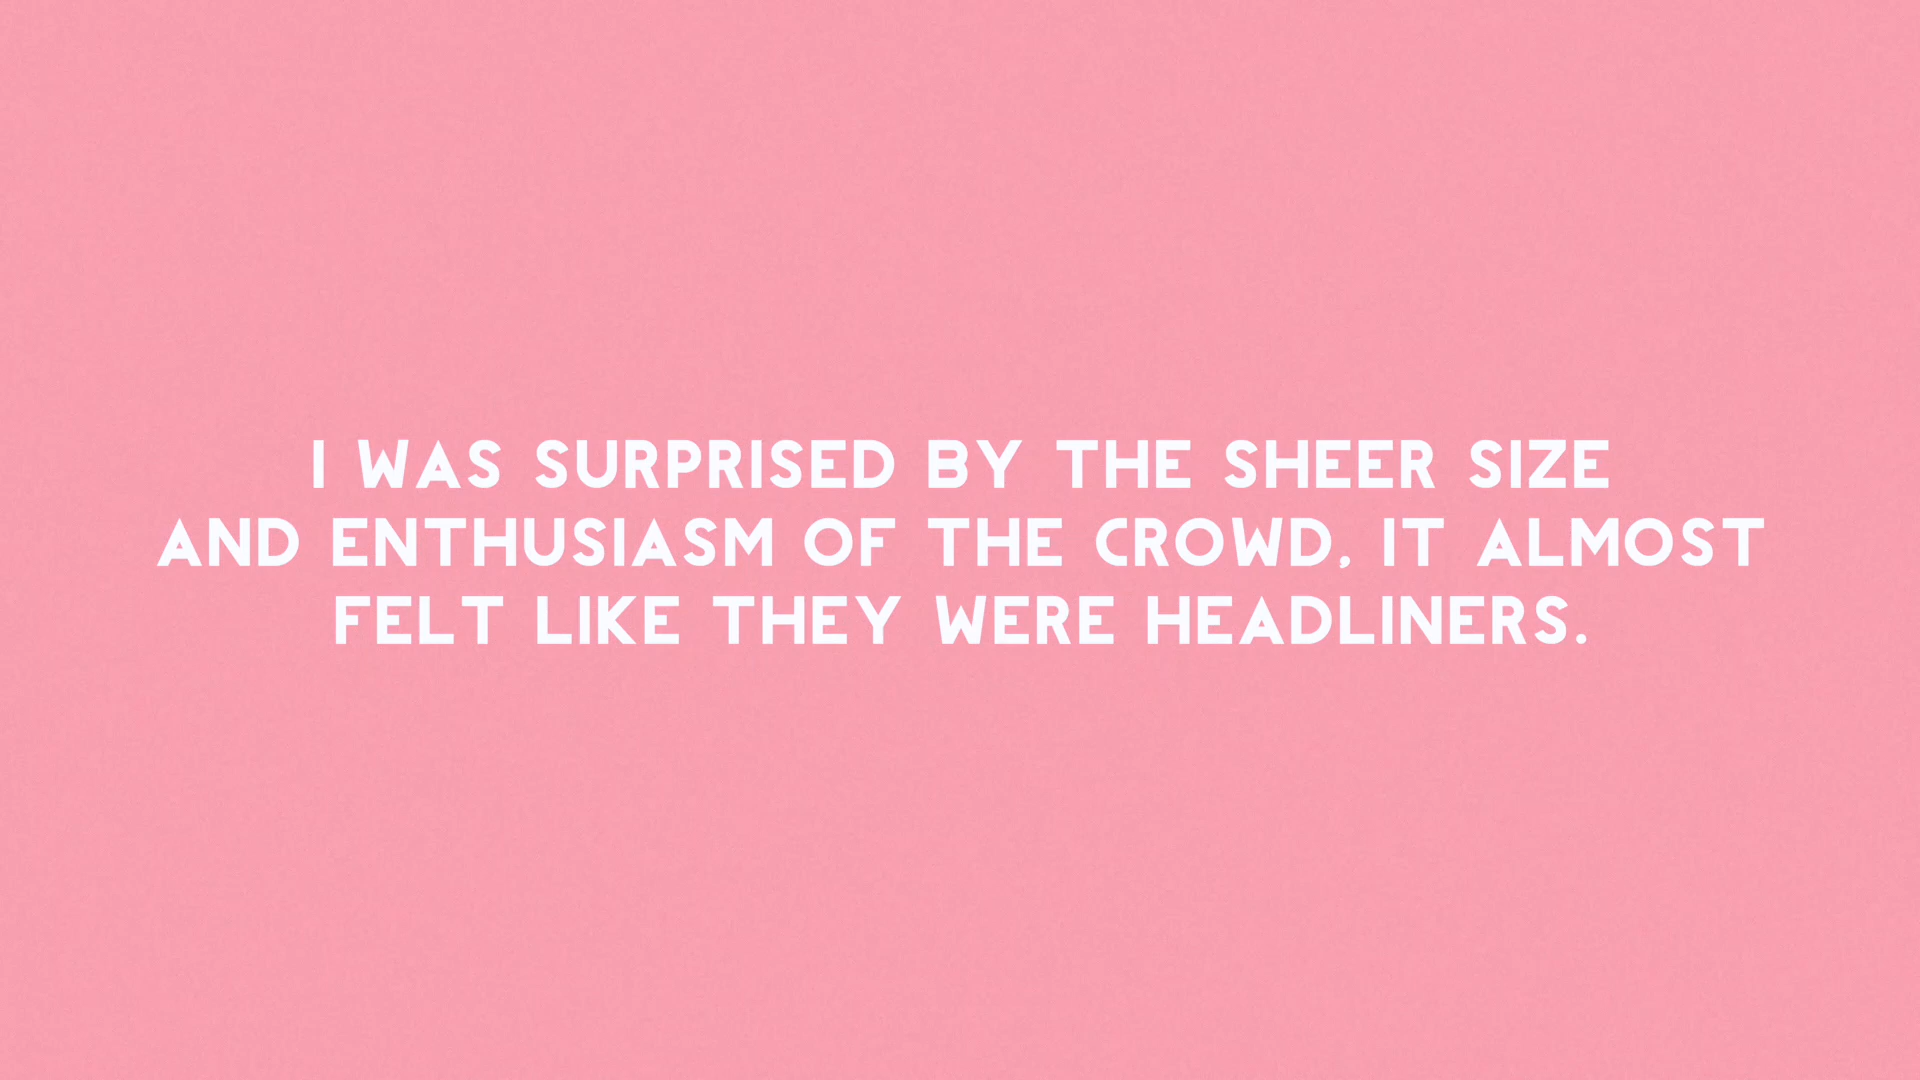 I WAS SURPRISED BY THE SHEER SIZE
AND ENTHUSIASM OF THE CROWD, IT ALMOST
FELT LIKE THEY WERE HEADLINERS.